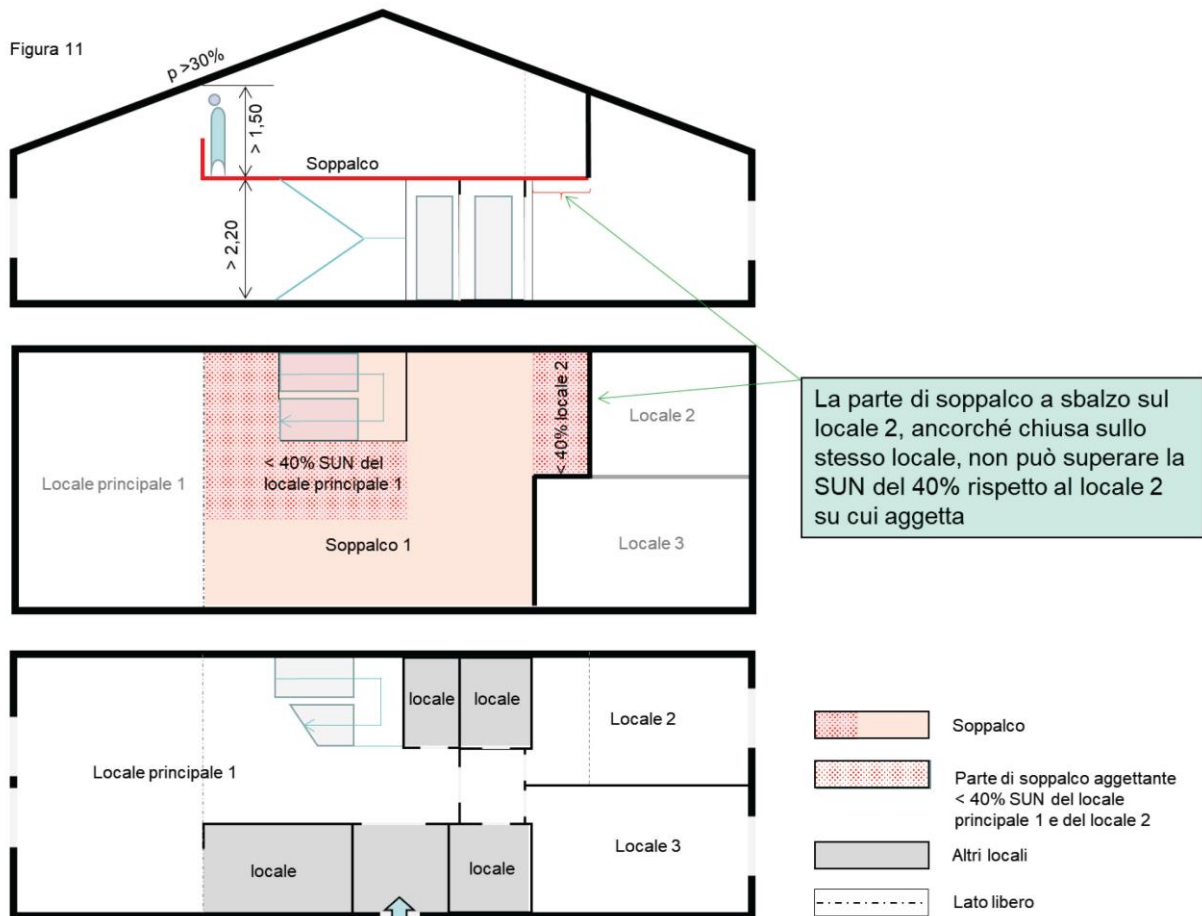 Figura 11
p >30%
> 1,50
Soppalco
> 2,20
< 40% locale 2
Locale 2
Locale principale 1
< 40% SUN del
locale principale 1
Soppalco 1
Locale 3
La parte di soppalco a sbalzo sul
locale 2, ancorché chiusa sullo
stesso locale, non può superare la
SUN del 40% rispetto al locale 2
su cui aggetta
locale
locale
Locale 2
Locale principale 1
locale
locale
Locale 3
Soppalco
Parte di soppalco aggettante
< 40% SUN del locale
principale 1 e del locale 2
Altri locali
Lato libero